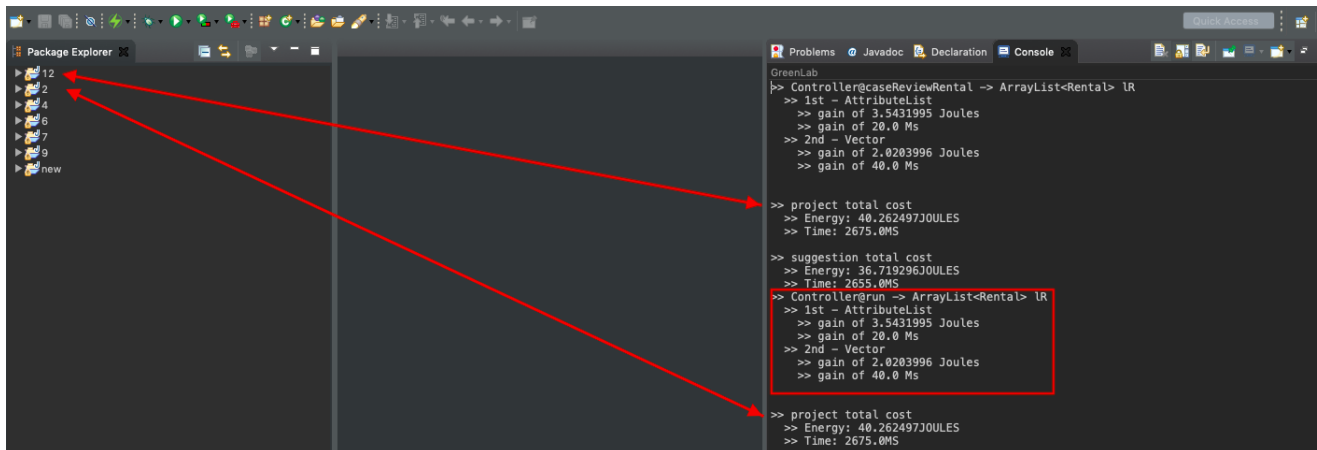 Quick Access
Package Explorer
12
2
4
6
7
9
new
Problems
@ Javadoc
Declaration
Console
GreenLab
>> Controller@caseReviewRental -> ArrayList<Rental> lR
>> 1st - AttributeList
>> gain of 3.5431995 Joules
>> gain of 20.0 Ms
>> 2nd - Vector
>> gain of 2.0203996 Joules
>> gain of 40.0 Ms
>> project total cost
>> Energy: 40.262497JOULES
>> Time: 2675.0MS
>> suggestion total cost
>> Energy: 36.719296JOULES
>> Time: 2655.0MS
>> Controller@run -> ArrayList<Rental> lR
>> 1st - AttributeList
>> gain of 3.5431995 Joules
>> gain of 20.0 Ms
>> 2nd - Vector
>> gain of 2.0203996 Joules
>> gain of 40.0 Ms
>> project total cost
>> Energy: 40.262497JOULES
>> Time: 2675.0MS